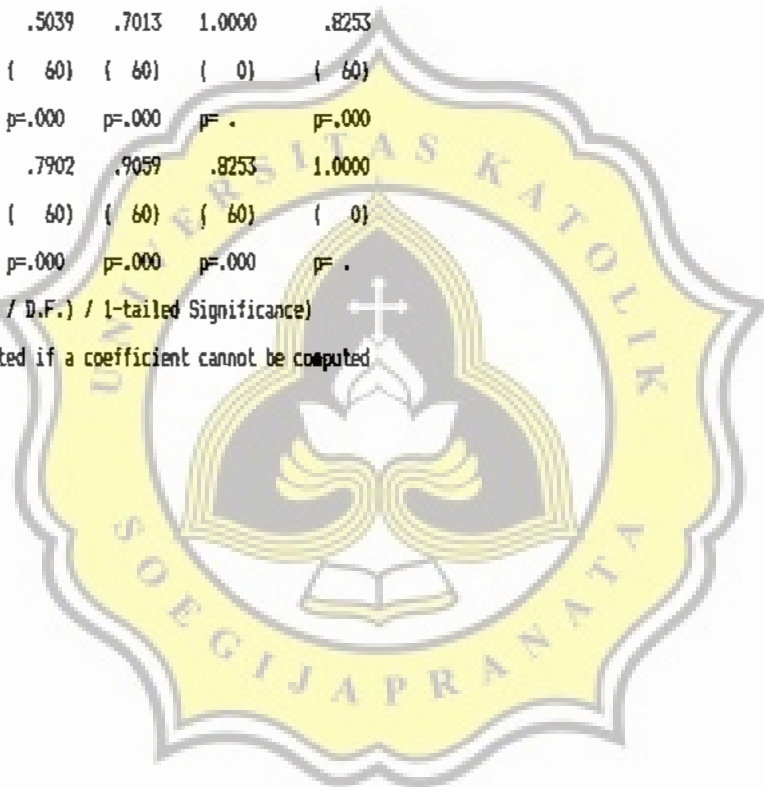 .5039 .7013 1.0000 .8253
( 60) ( 60) ( 0) ( 60)
p=.000 p=.000 p= . p=.000
.7902 .9059 .8253 1.0000
( 60) ( 60) ( 60) ( 0)
p=.000 p=.000 p=.000 p= .
/ D.F.) / 1-tailed Significance)
ted if a coefficient cannot be computed
UNIVERSITAS KATOLIK
SOEGIJAPRANATA